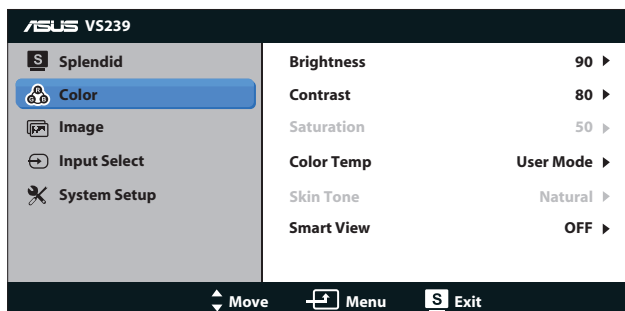 ASUS VS239
S Splendid
R G B Color
Image
Input Select
System Setup
Brightness 90
Contrast 80
Saturation 50
Color Temp User Mode
Skin Tone Natural
Smart View OFF
Move Menu S Exit